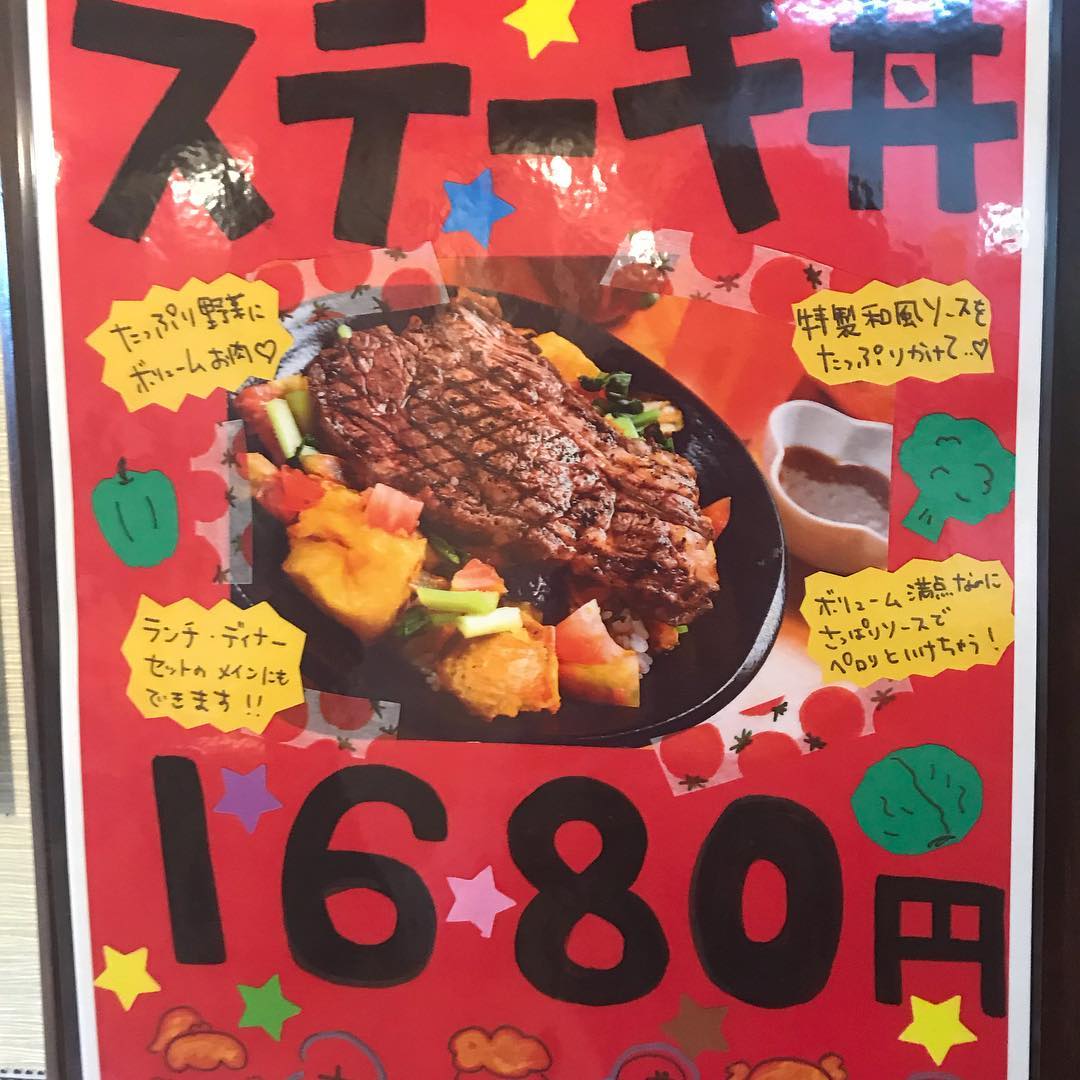 ステーキ丼
たっぷり野菜に
ボリュームお肉♡
特製和風ソースを
たっぷりかけて..♡
ランチ・ディナー
セットのメインにも
できます!!
ボリューム満点なのに
さっぱりソースで
ペロリといけちゃう!
1680円